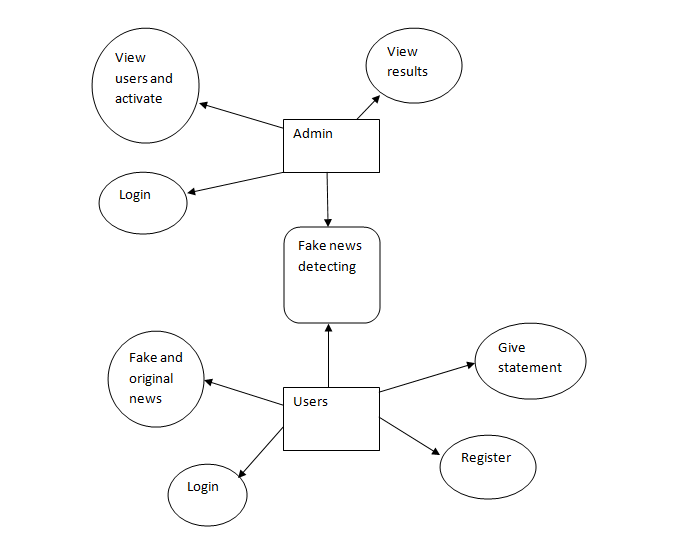 View
users and
activate
View
results
Admin
Login
Fake news
detecting
Fake and
original
news
Give
statement
Users
Register
Login